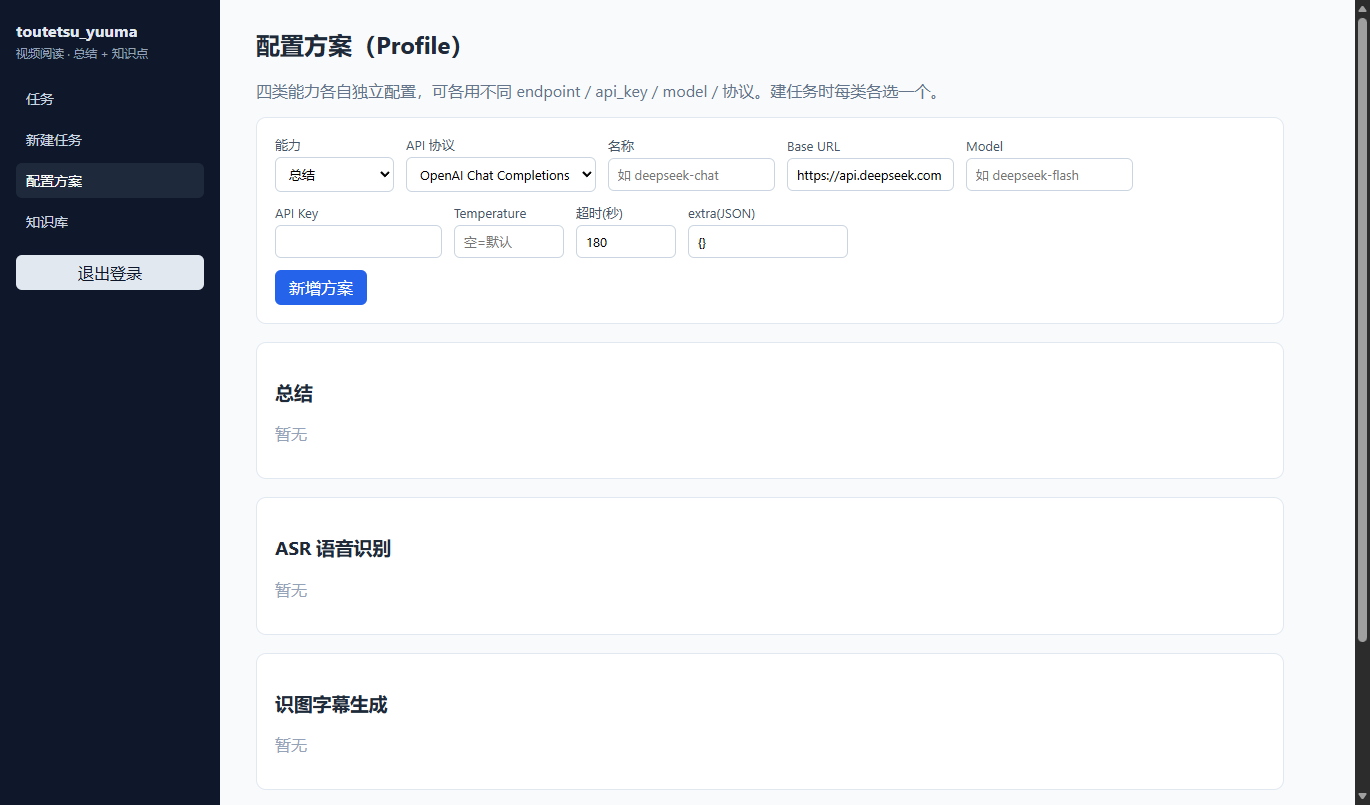 toutetsu_yuuma
视频阅读 · 总结 + 知识点
任务
新建任务
配置方案
知识库
退出登录
配置方案（Profile）
四类能力各自独立配置，可各用不同 endpoint / api_key / model / 协议。建任务时每类各选一个。
能力 API 协议 名称 Base URL Model
总结 OpenAI Chat Completions 如 deepseek-chat https://api.deepseek.com 如 deepseek-flash
API Key Temperature 超时(秒) extra(JSON)
空=默认 180 {}
新增方案
总结
暂无
ASR 语音识别
暂无
识图字幕生成
暂无